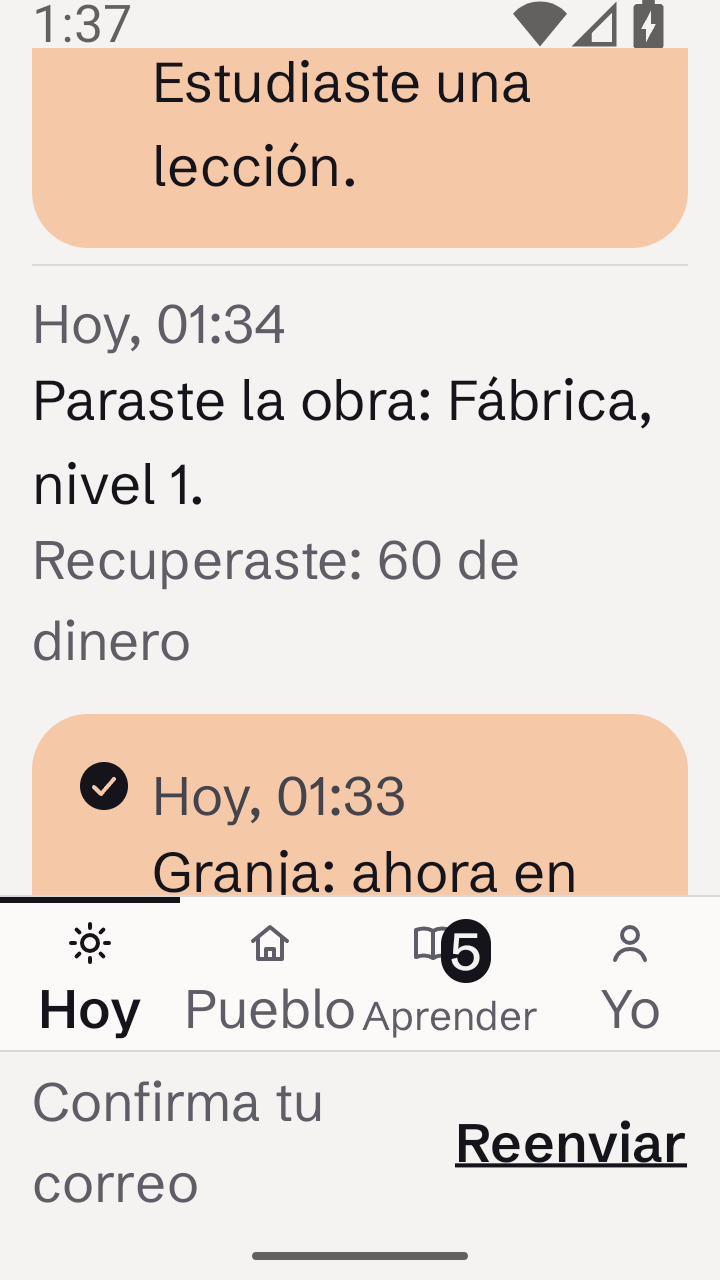 1:37
Estudiaste una
lección.
Hoy, 01:34
Paraste la obra: Fábrica,
nivel 1.
Recuperaste: 60 de
dinero
Hoy, 01:33
Granja: ahora en
5
Hoy
Pueblo
Aprender
Yo
Confirma tu
correo
Reenviar